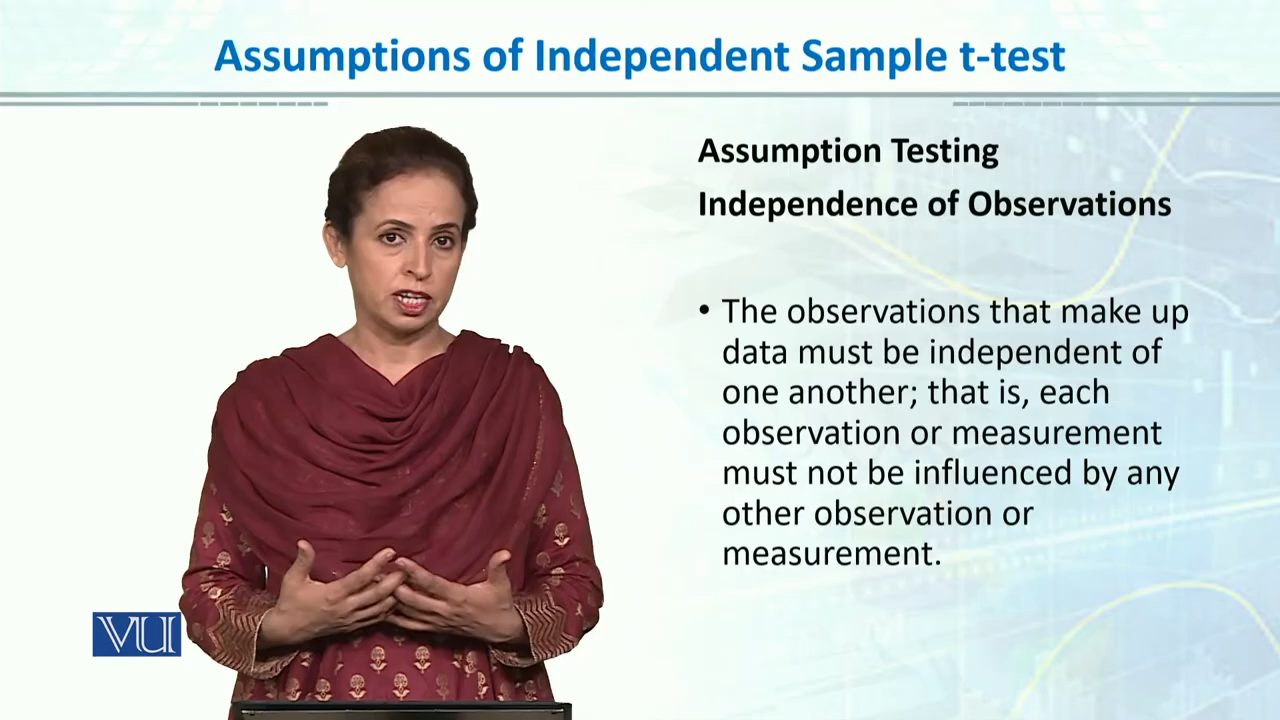 Assumptions of Independent Sample t-test
Assumption Testing
Independence of Observations
• The observations that make up
data must be independent of
one another; that is, each
observation or measurement
must not be influenced by any
other observation or
measurement.
VU